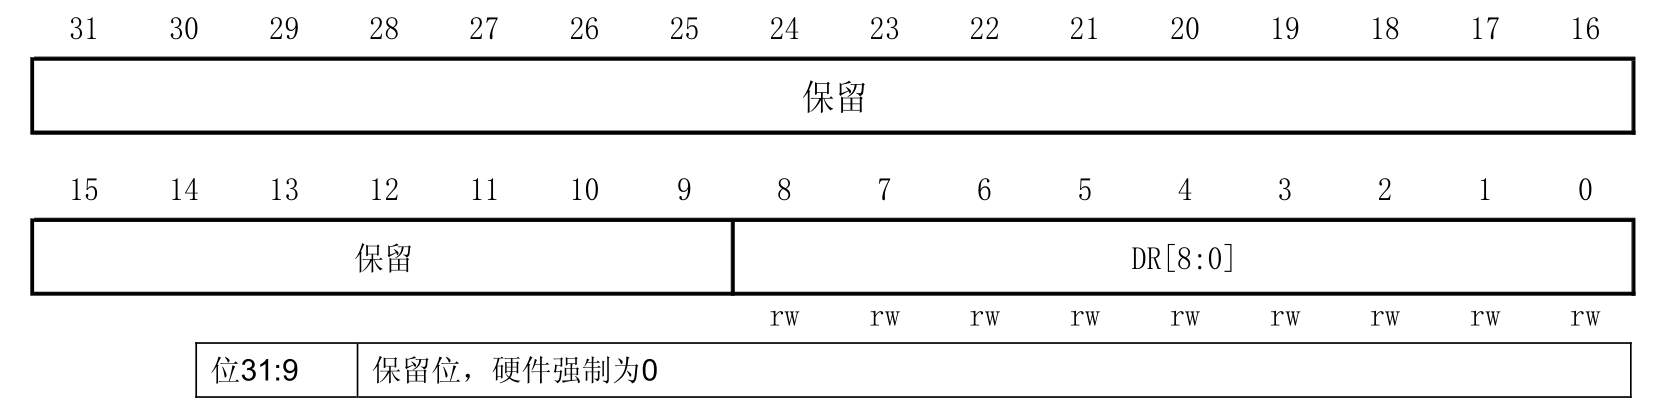 31 30 29 28 27 26 25 24 23 22 21 20 19 18 17 16
保留
15 14 13 12 11 10 9 8 7 6 5 4 3 2 1 0
保留 DR[8:0]
rw rw rw rw rw rw rw rw rw
位31:9 保留位，硬件强制为0